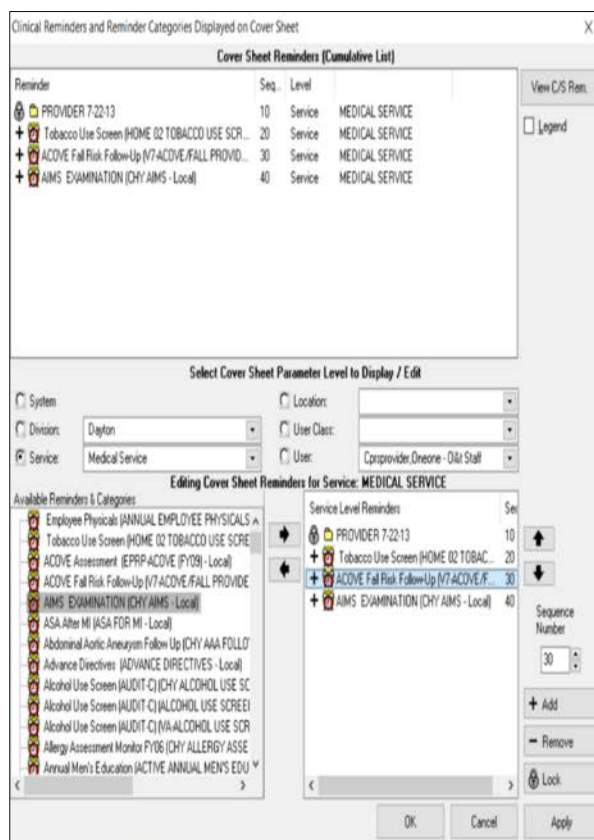 Clinical Reminders and Reminder Categories Displayed on Cover Sheet
Cover Sheet Reminders (Cumulative List)
Reminder Seq... Level
PROVIDER 7-22-13 10 Service MEDICAL SERVICE
Tobacco Use Screen (HOME 02 TOBACCO USE SCR... 20 Service MEDICAL SERVICE
ACOVE Fall Risk Follow-Up (V7-ACOVE/FALL PROVID... 30 Service MEDICAL SERVICE
AIMS EXAMINATION (CHY AIMS - Local) 40 Service MEDICAL SERVICE
View C/S Rem.
Legend
Select Cover Sheet Parameter Level to Display / Edit
System Location:
Division: Dayton User Class:
Service: Medical Service User: Cprsprovider,Oneone - D&t Staff
Editing Cover Sheet Reminders for Service: MEDICAL SERVICE
Available Reminders & Categories
Employee Physicals (ANNUAL EMPLOYEE PHYSICALS
Tobacco Use Screen (HOME 02 TOBACCO USE SCRE
ACOVE Assessment (EPRP-ACOVE (FY09) - Local)
ACOVE Fall Risk Follow-Up (V7-ACOVE/FALL PROVIDE
AIMS EXAMINATION (CHY AIMS - Local)
ASA After MI (ASA FOR MI - Local)
Abdominal Aortic Aneurysm Follow Up (CHY AAA FOLLO
Advance Directives (ADVANCE DIRECTIVES - Local)
Alcohol Use Screen (AUDIT-C) (CHY ALCOHOL USE SC
Alcohol Use Screen (AUDIT-C) (ALCOHOL USE SCREEI
Alcohol Use Screen (AUDIT-C) (VA-ALCOHOL USE SCR
Allergy Assessment Monitor FY06 (CHY ALLERGY ASSE
Annual Men's Education (ACTIVE ANNUAL MEN'S EDU
Service Level Reminders Se
PROVIDER 7-22-13 10
Tobacco Use Screen (HOME 02 TOBAC... 20
ACOVE Fall Risk Follow-Up (V7-ACOVE/F... 30
AIMS EXAMINATION (CHY AIMS - Local) 40
Sequence
Number
30
Add
Remove
Lock
OK Cancel Apply